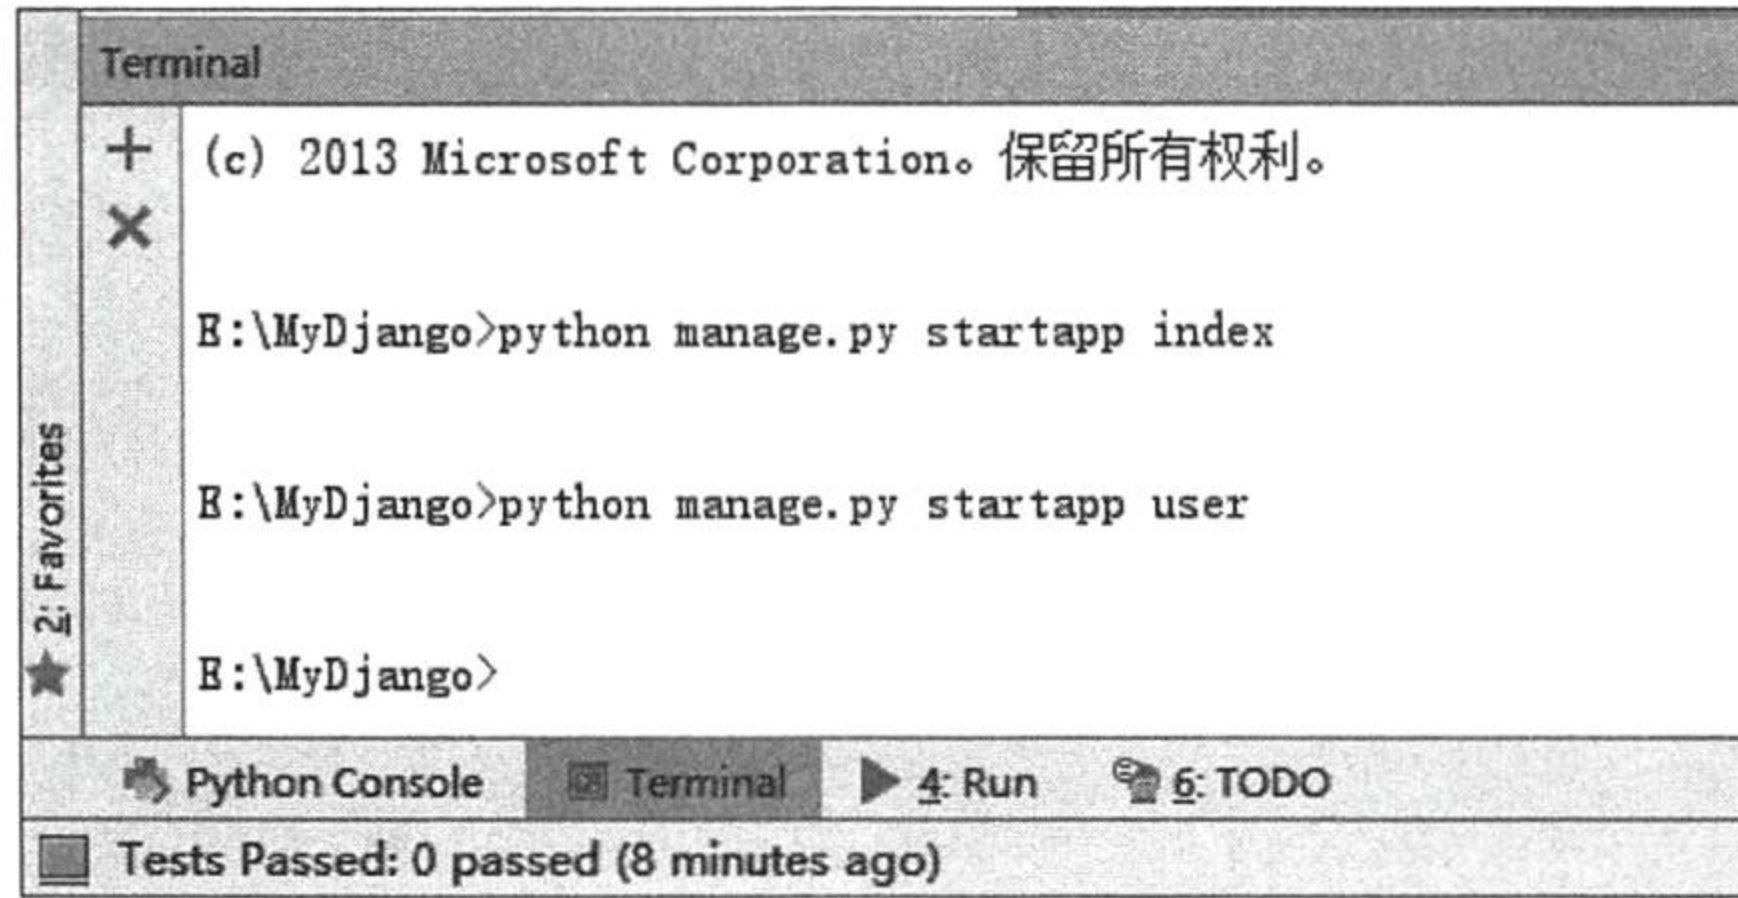 Terminal
(c) 2013 Microsoft Corporation。保留所有权利。
E:\MyDjango>python manage.py startapp index
E:\MyDjango>python manage.py startapp user
E:\MyDjango>
2: Favorites
Python Console Terminal 4: Run 6: TODO
Tests Passed: 0 passed (8 minutes ago)